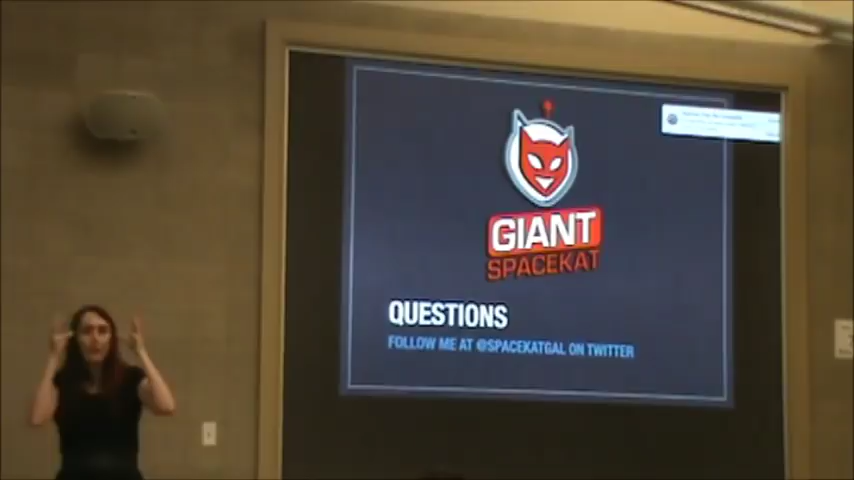 GIANT
SPACEKAT
QUESTIONS
FOLLOW ME AT @SPACEKATGAL ON TWITTER